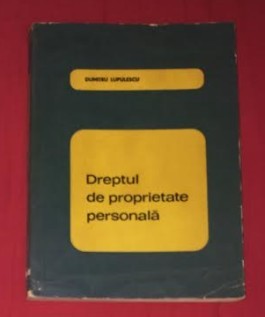 DUMITRU LUPULESCU
Dreptul
de proprietate
personală